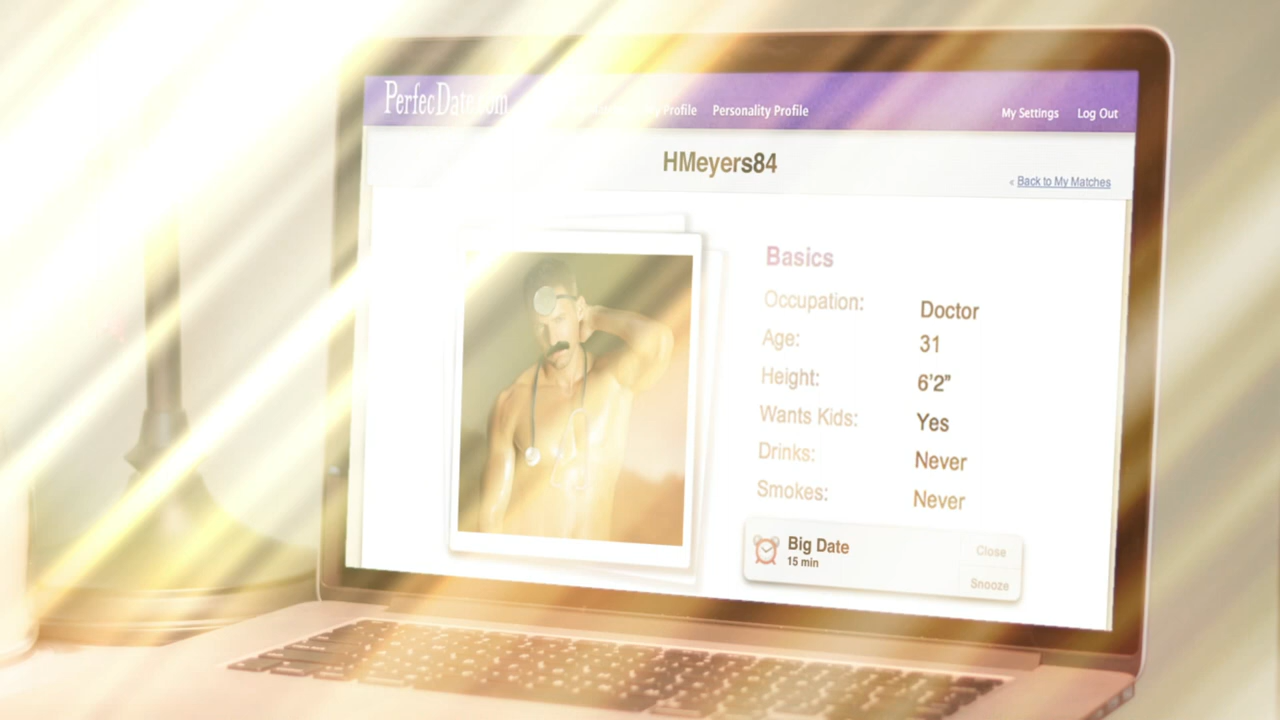 PerfecDate.com
My Profile Personality Profile My Settings Log Out
HMeyers84
« Back to My Matches
Basics
Occupation: Doctor
Age: 31
Height: 6'2"
Wants Kids: Yes
Drinks: Never
Smokes: Never
Big Date
15 min
Close
Snooze